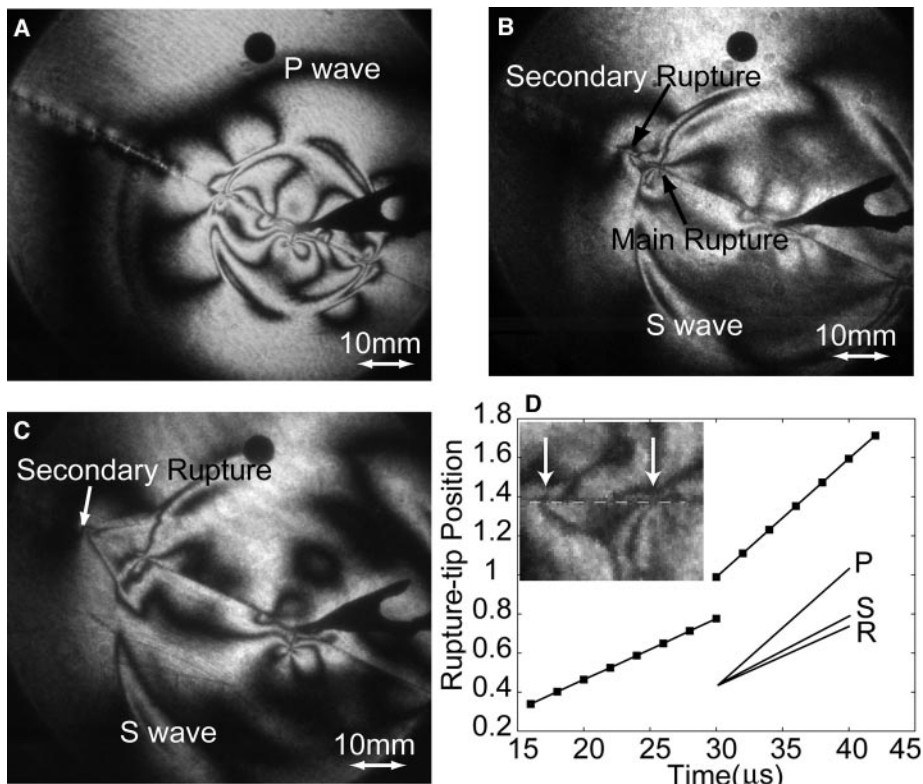 A
P wave
10mm
B
Secondary Rupture
Main Rupture
S wave
10mm
C
Secondary Rupture
S wave
10mm
D
Rupture-tip Position
1.8
1.6
1.4
1.2
1
0.8
0.6
0.4
0.2
P
S
R
15 20 25 30 35 40 45
Time(μs)